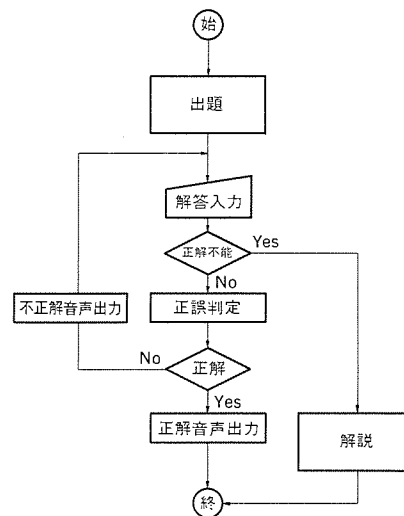 始
出題
解答入力
正解不能
Yes
No
不正解音声出力
正誤判定
No
正解
Yes
正解音声出力
解説
終